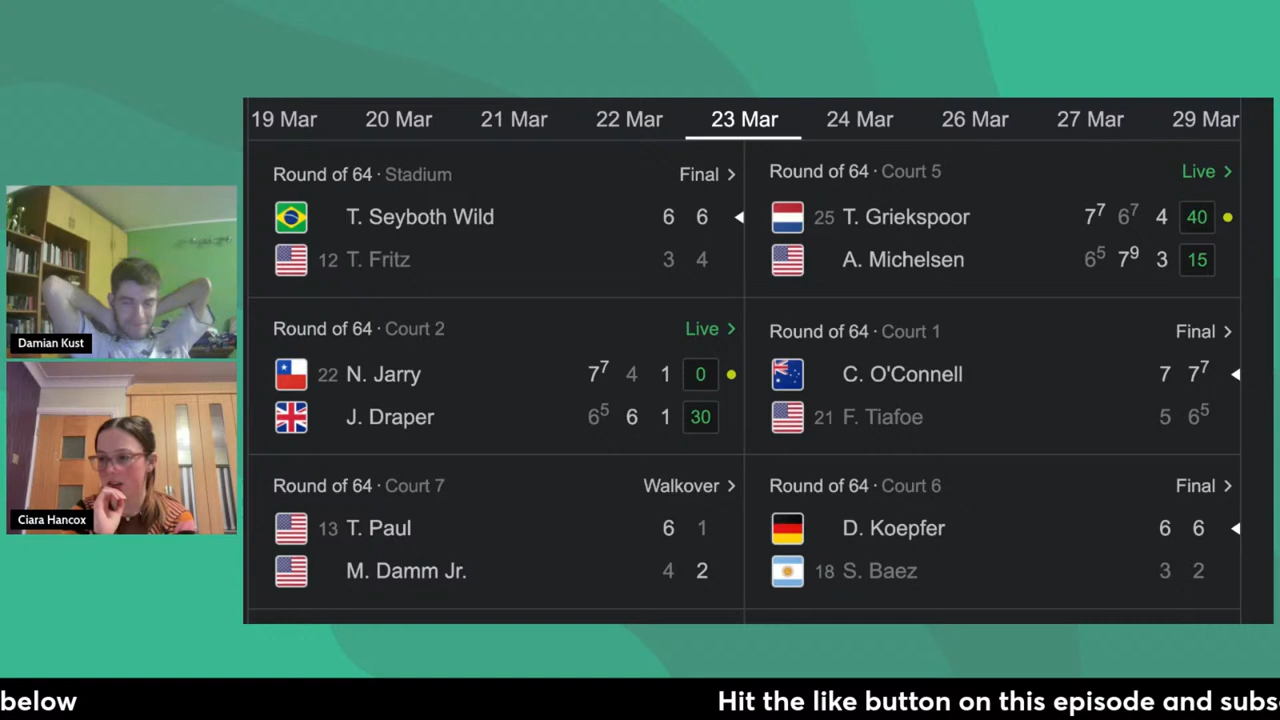 19 Mar 20 Mar 21 Mar 22 Mar 23 Mar 24 Mar 26 Mar 27 Mar 29 Mar
Round of 64 · Stadium Final >
T. Seyboth Wild 6 6
12 T. Fritz 3 4
Round of 64 · Court 5 Live >
25 T. Griekspoor 7⁷ 6⁷ 4 40
A. Michelsen 6⁵ 7⁹ 3 15
Round of 64 · Court 2 Live >
22 N. Jarry 7⁷ 4 1 0
J. Draper 6⁵ 6 1 30
Round of 64 · Court 1 Final >
C. O'Connell 7 7⁷
21 F. Tiafoe 5 6⁵
Round of 64 · Court 7 Walkover >
13 T. Paul 6 1
M. Damm Jr. 4 2
Round of 64 · Court 6 Final >
D. Koepfer 6 6
18 S. Baez 3 2
Damian Kust
Ciara Hancox
below Hit the like button on this episode and subs